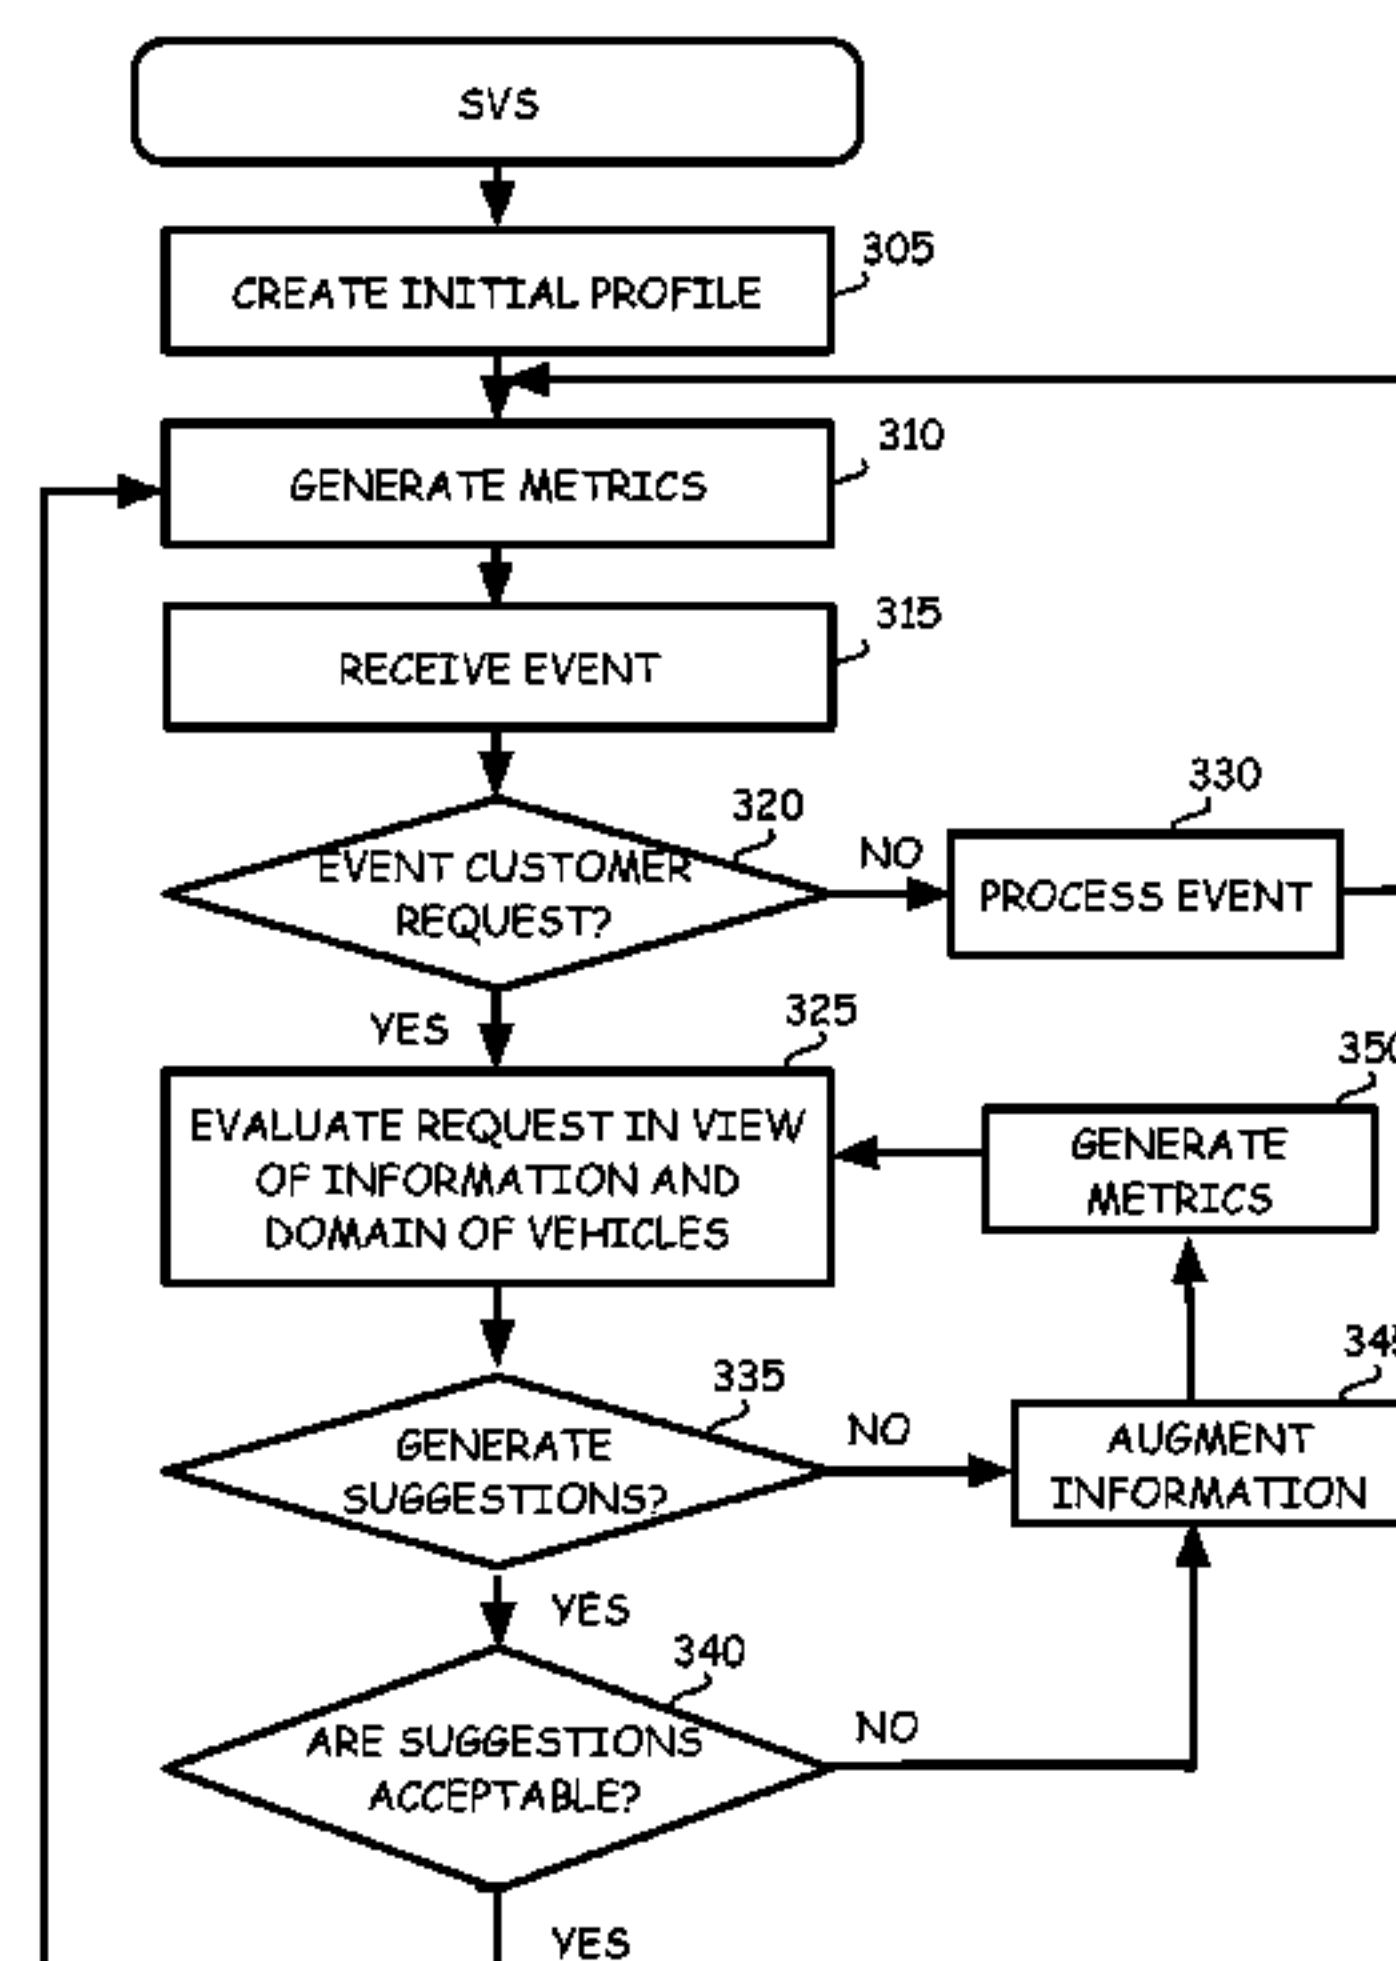 SVS
305
CREATE INITIAL PROFILE
310
GENERATE METRICS
315
RECEIVE EVENT
320
EVENT CUSTOMER
REQUEST?
NO
330
PROCESS EVENT
YES
325
EVALUATE REQUEST IN VIEW
OF INFORMATION AND
DOMAIN OF VEHICLES
350
GENERATE
METRICS
335
GENERATE
SUGGESTIONS?
NO
345
AUGMENT
INFORMATION
YES
340
ARE SUGGESTIONS
ACCEPTABLE?
NO
YES